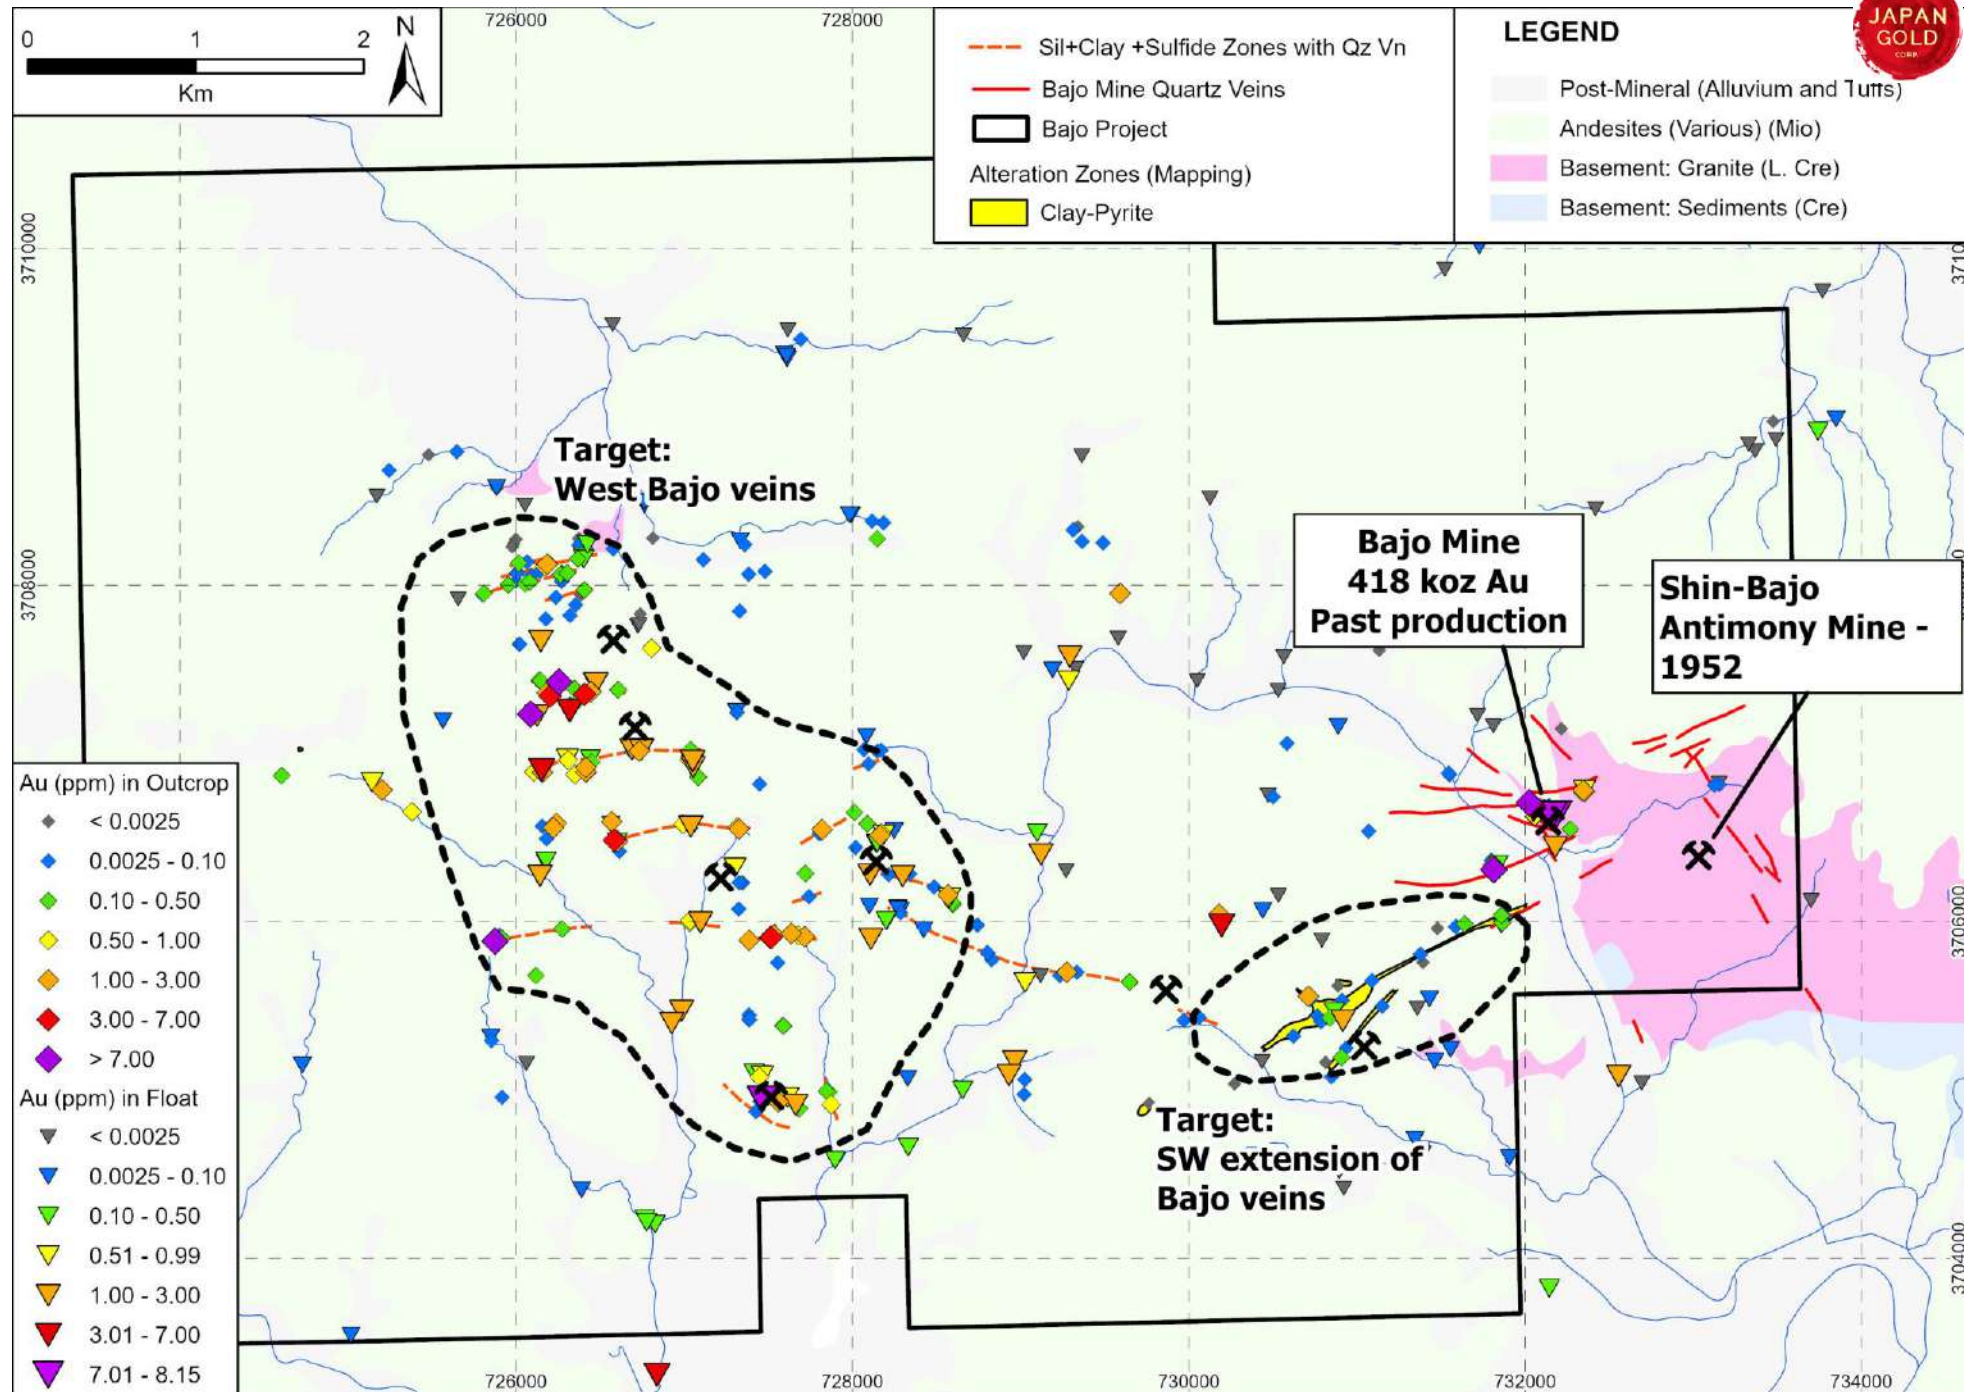 726000
728000
0 1 2
Km
N
Sil+Clay +Sulfide Zones with Qz Vn
Bajo Mine Quartz Veins
Bajo Project
Alteration Zones (Mapping)
Clay-Pyrite
LEGEND
Post-Mineral (Alluvium and Tuffs)
Andesites (Various) (Mio)
Basement: Granite (L. Cre)
Basement: Sediments (Cre)
JAPAN
GOLD
CORP.
3710000
3710
Target:
West Bajo veins
Bajo Mine
418 koz Au
Past production
Shin-Bajo
Antimony Mine -
1952
3708000
3706000
3704000
Target:
SW extension of
Bajo veins
Au (ppm) in Outcrop
< 0.0025
0.0025 - 0.10
0.10 - 0.50
0.50 - 1.00
1.00 - 3.00
3.00 - 7.00
> 7.00
Au (ppm) in Float
< 0.0025
0.0025 - 0.10
0.10 - 0.50
0.51 - 0.99
1.00 - 3.00
3.01 - 7.00
7.01 - 8.15
726000
728000
730000
732000
734000